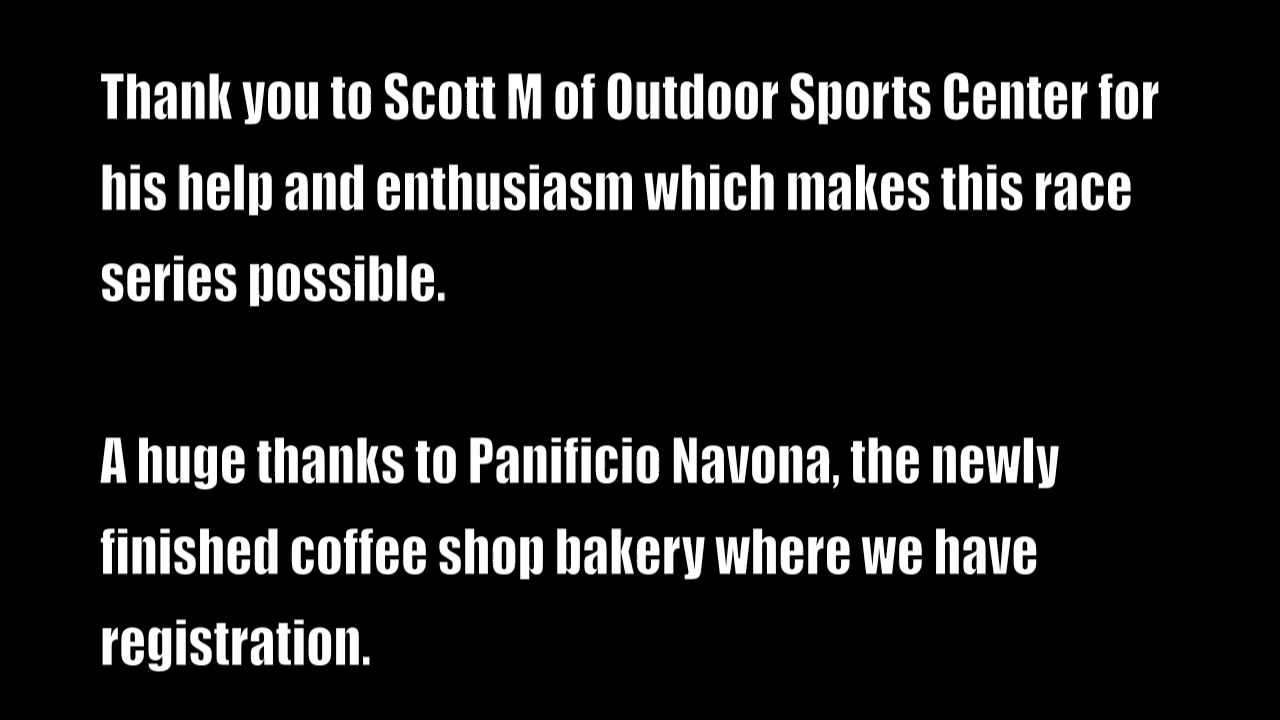 Thank you to Scott M of Outdoor Sports Center for
his help and enthusiasm which makes this race
series possible.
A huge thanks to Panificio Navona, the newly
finished coffee shop bakery where we have
registration.